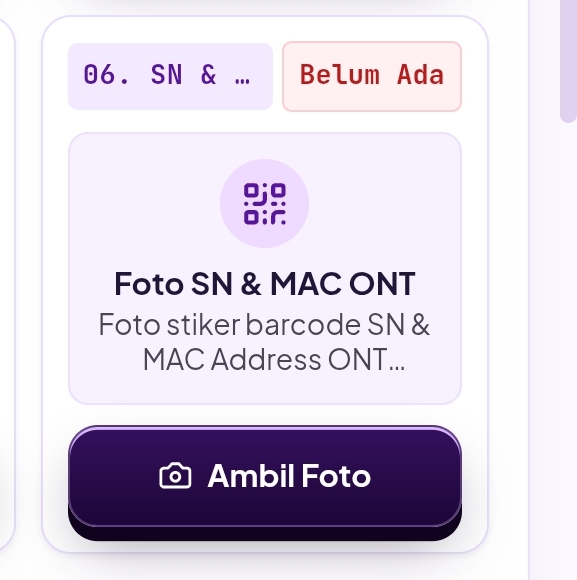 06. SN & …
Belum Ada
Foto SN & MAC ONT
Foto stiker barcode SN &
MAC Address ONT…
Ambil Foto